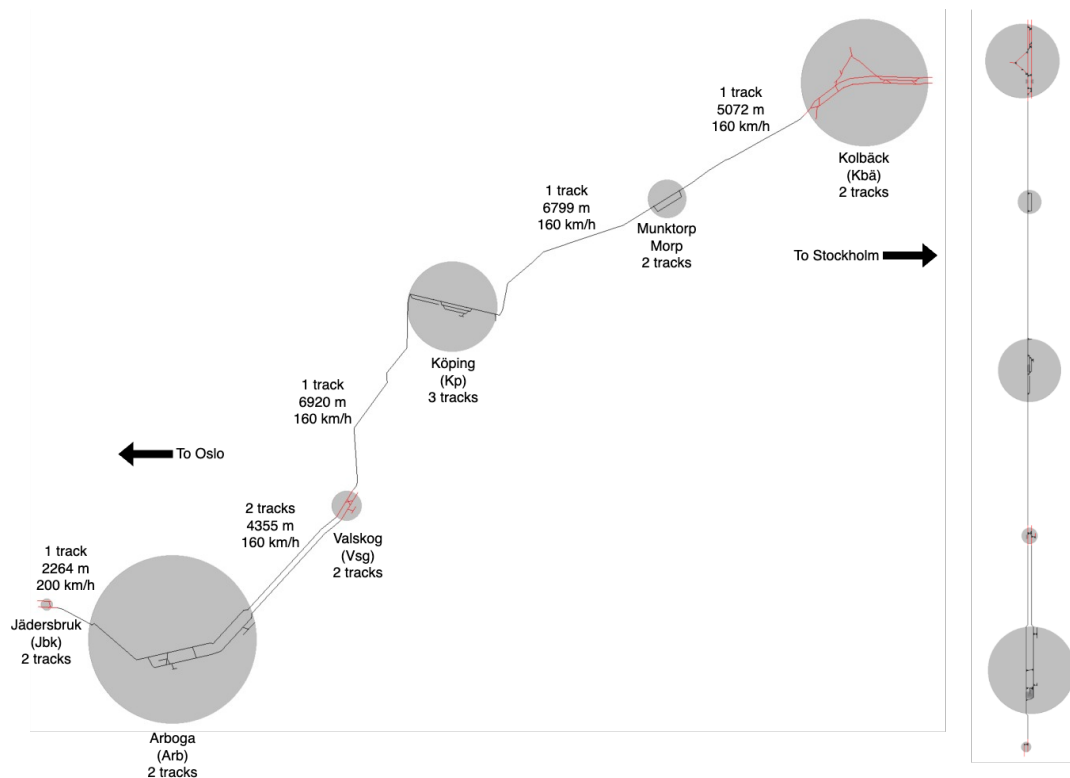 1 track
5072 m
160 km/h
Kolbäck
(Kbä)
2 tracks
1 track
6799 m
160 km/h
Munktorp
Morp
2 tracks
To Stockholm
Köping
(Kp)
3 tracks
1 track
6920 m
160 km/h
To Oslo
2 tracks
4355 m
160 km/h
Valskog
(Vsg)
2 tracks
1 track
2264 m
200 km/h
Jädersbruk
(Jbk)
2 tracks
Arboga
(Arb)
2 tracks